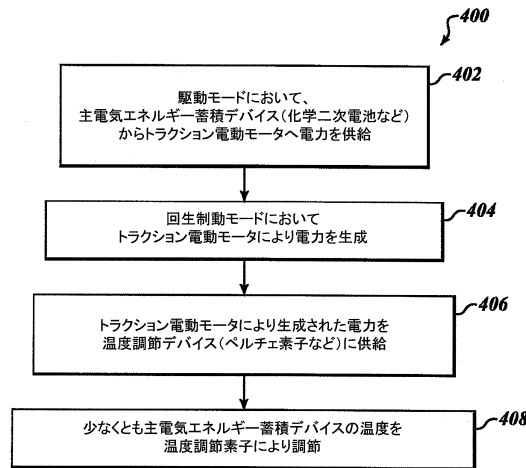 400
402
駆動モードにおいて、
主電気エネルギー蓄積デバイス（化学二次電池など）
からトラクション電動モータへ電力を供給
404
回生制動モードにおいて
トラクション電動モータにより電力を生成
406
トラクション電動モータにより生成された電力を
温度調節デバイス（ペルチェ素子など）に供給
408
少なくとも主電気エネルギー蓄積デバイスの温度を
温度調節素子により調節